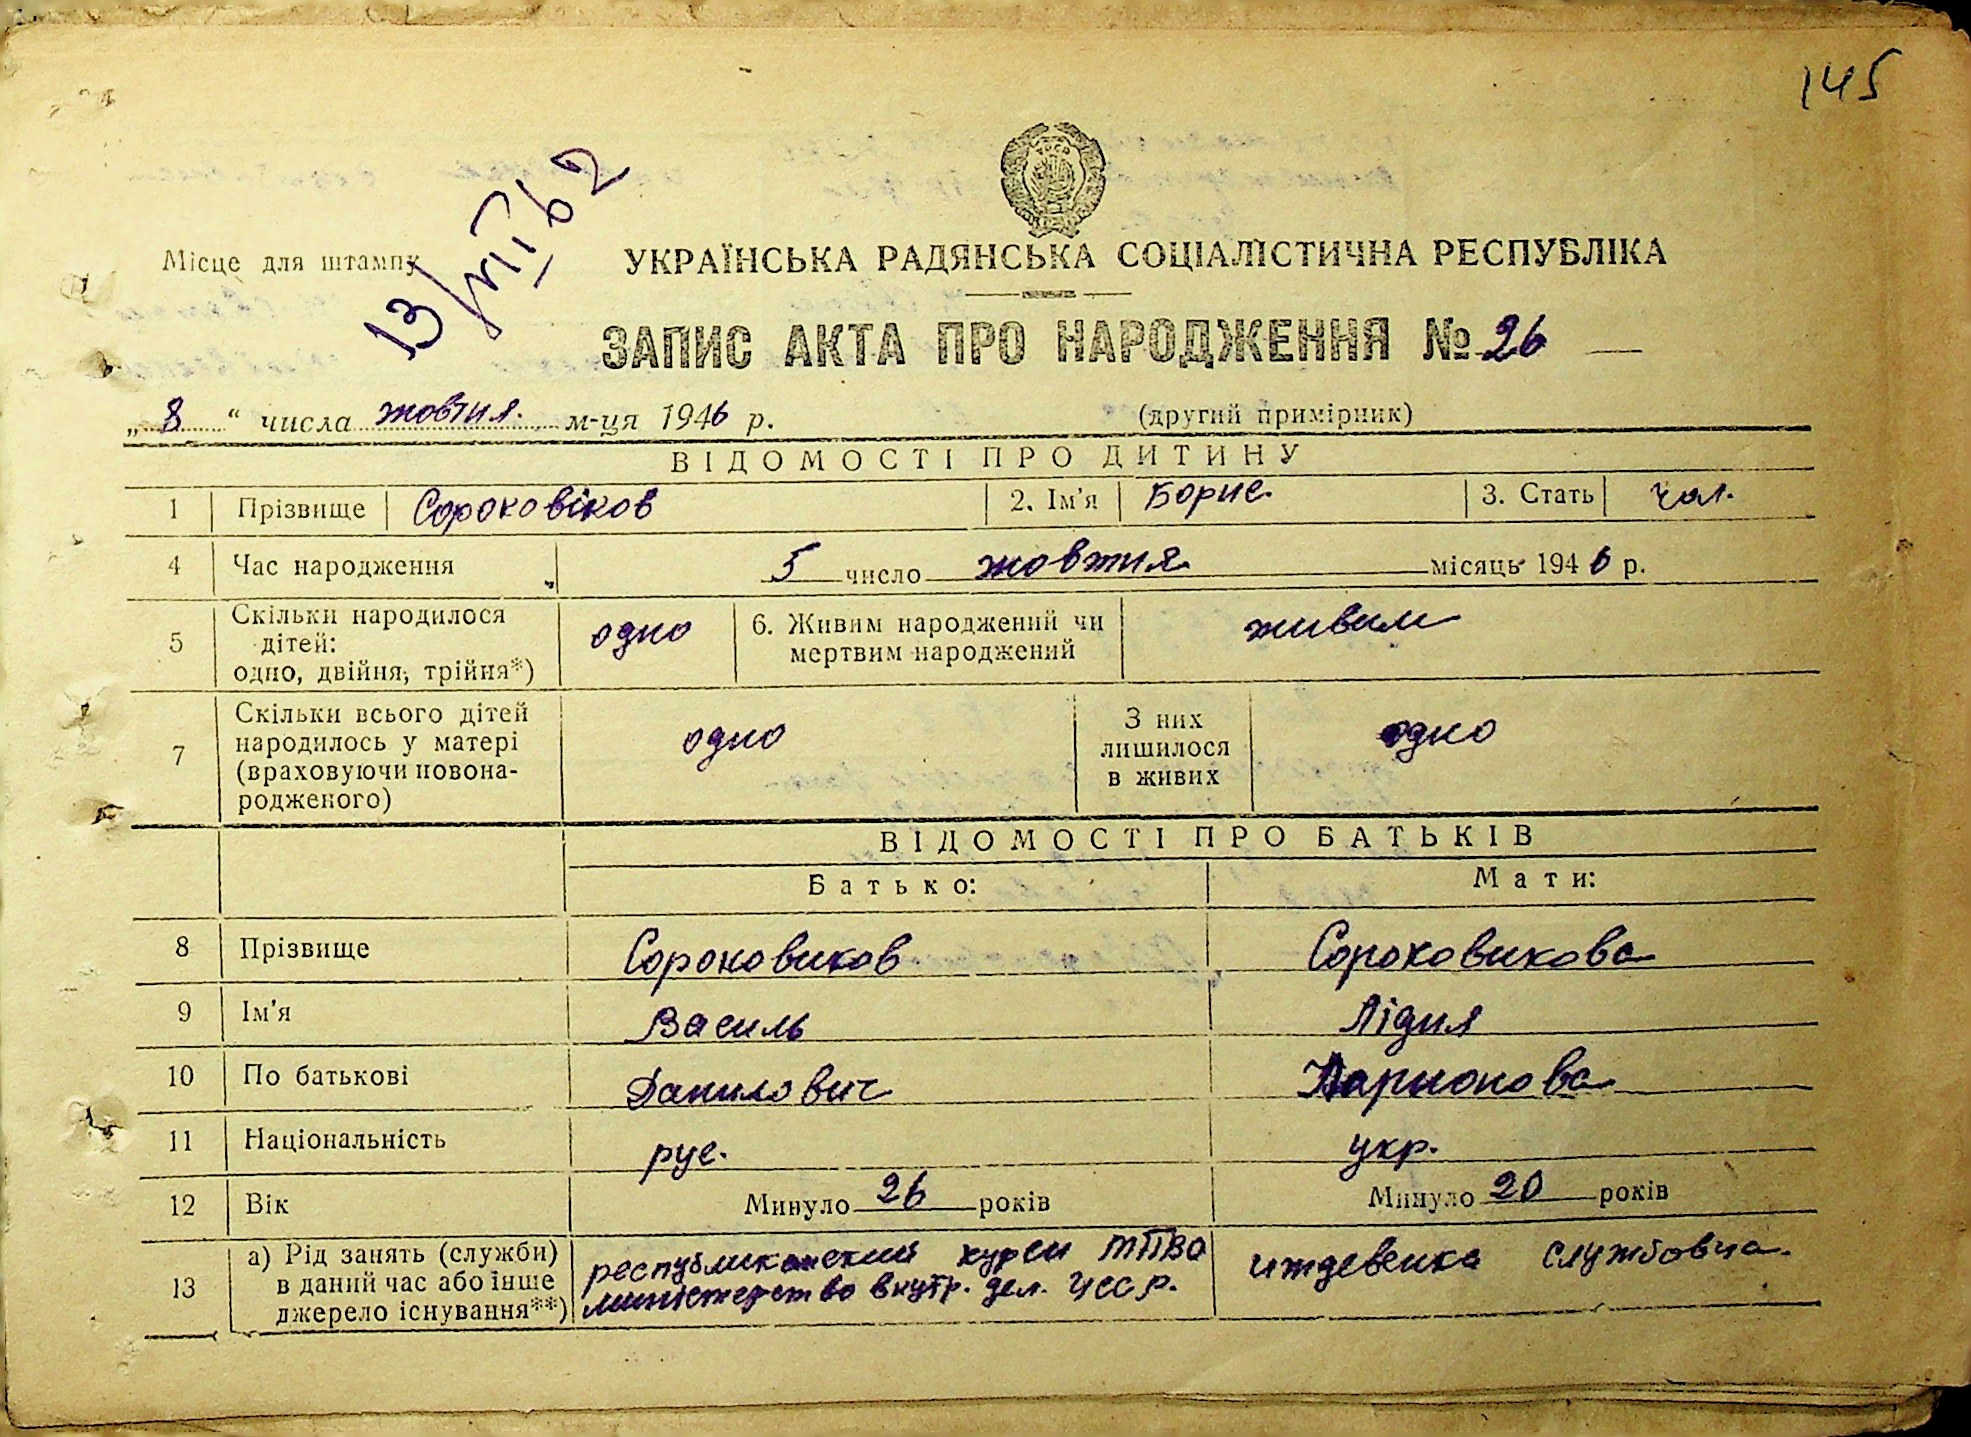 145
13/VII 62
Місце для штампу
УКРАЇНСЬКА РАДЯНСЬКА СОЦІАЛІСТИЧНА РЕСПУБЛІКА
ЗАПИС АКТА ПРО НАРОДЖЕННЯ № 26
„ 8 “ числа жовтня м-ця 1946 р. (другий примірник)
ВІДОМОСТІ ПРО ДИТИНУ
1 Прізвище Сороковіков 2. Ім'я Борис. 3. Стать чол.
4 Час народження 5 число жовтня місяць 1946 р.
5 Скільки народилося дітей: одно, двійня, трійня*) одно 6. Живим народжений чи мертвим народжений живим
7 Скільки всього дітей народилось у матері (враховуючи новонародженого) одно З них лишилося в живих одно
ВІДОМОСТІ ПРО БАТЬКІВ
Батько: Мати:
8 Прізвище Сороковиков Сороковикова
9 Ім'я Василь Лідия
10 По батькові Данилович Ларионова
11 Національність рус. укр.
12 Вік Минуло 26 років Минуло 20 років
13 а) Рід занять (служби) в даний час або інше джерело існування**) республиканский курси МПВО міністерство внутр. дел. УССР. иждевенка службовца.